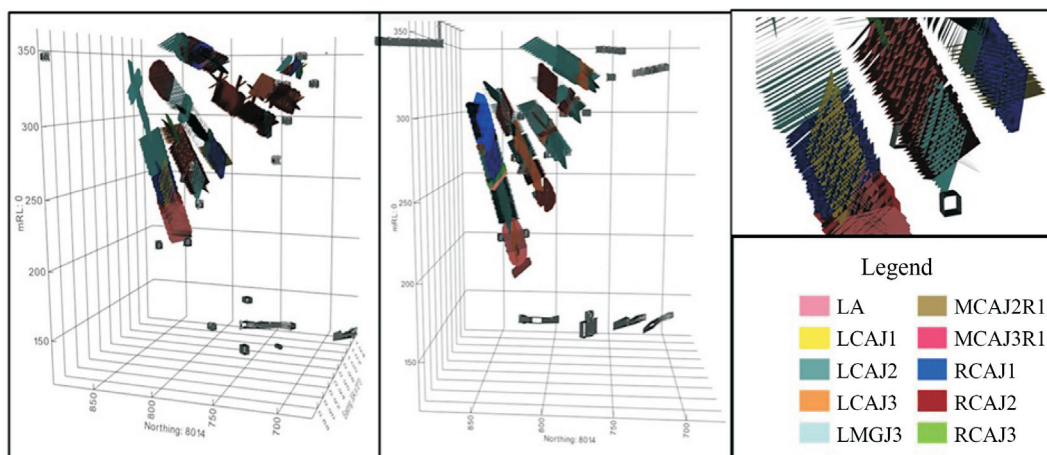 350
300
250
200
150
mRL: 0
850
800
750
700
Northing: 8014
350
300
250
200
150
mRL: 0
850
800
750
700
Northing: 8014
Legend
LA
MCAJ2R1
LCAJ1
MCAJ3R1
LCAJ2
RCAJ1
LCAJ3
RCAJ2
LMGJ3
RCAJ3